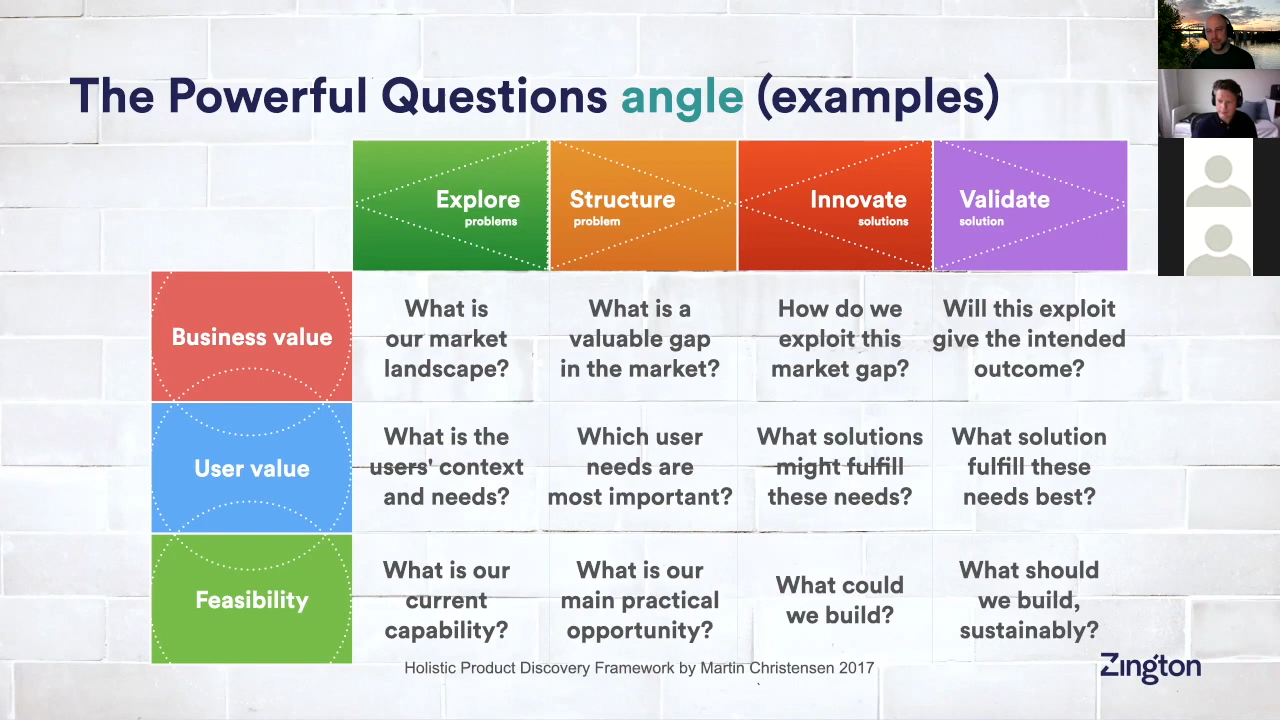 The Powerful Questions angle (examples)
Explore
problems
Structure
problem
Innovate
solutions
Validate
solution
Business value
What is
our market
landscape?
What is a
valuable gap
in the market?
How do we
exploit this
market gap?
Will this exploit
give the intended
outcome?
User value
What is the
users' context
and needs?
Which user
needs are
most important?
What solutions
might fulfill
these needs?
What solution
fulfill these
needs best?
Feasibility
What is our
current
capability?
What is our
main practical
opportunity?
What could
we build?
What should
we build,
sustainably?
Holistic Product Discovery Framework by Martin Christensen 2017
Zington